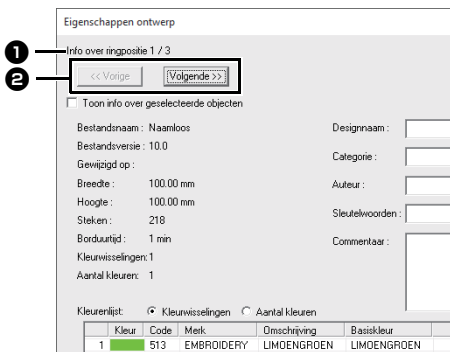 Eigenschappen ontwerp
1
Info over ringpositie 1 / 3
2
<< Vorige Volgende >>
Toon info over geselecteerde objecten
Bestandsnaam : Naamloos Designnaam :
Bestandsversie : 10.0
Categorie :
Gewijzigd op :
Breedte : 100.00 mm Auteur :
Hoogte : 100.00 mm
Steken : 218 Sleutelwoorden :
Borduurtijd : 1 min Commentaar :
Kleurwisselingen: 1
Aantal kleuren: 1
Kleurenlijst: Kleurwisselingen Aantal kleuren
Kleur Code Merk Omschrijving Basiskleur
1 513 EMBROIDERY LIMOENGROEN LIMOENGROEN